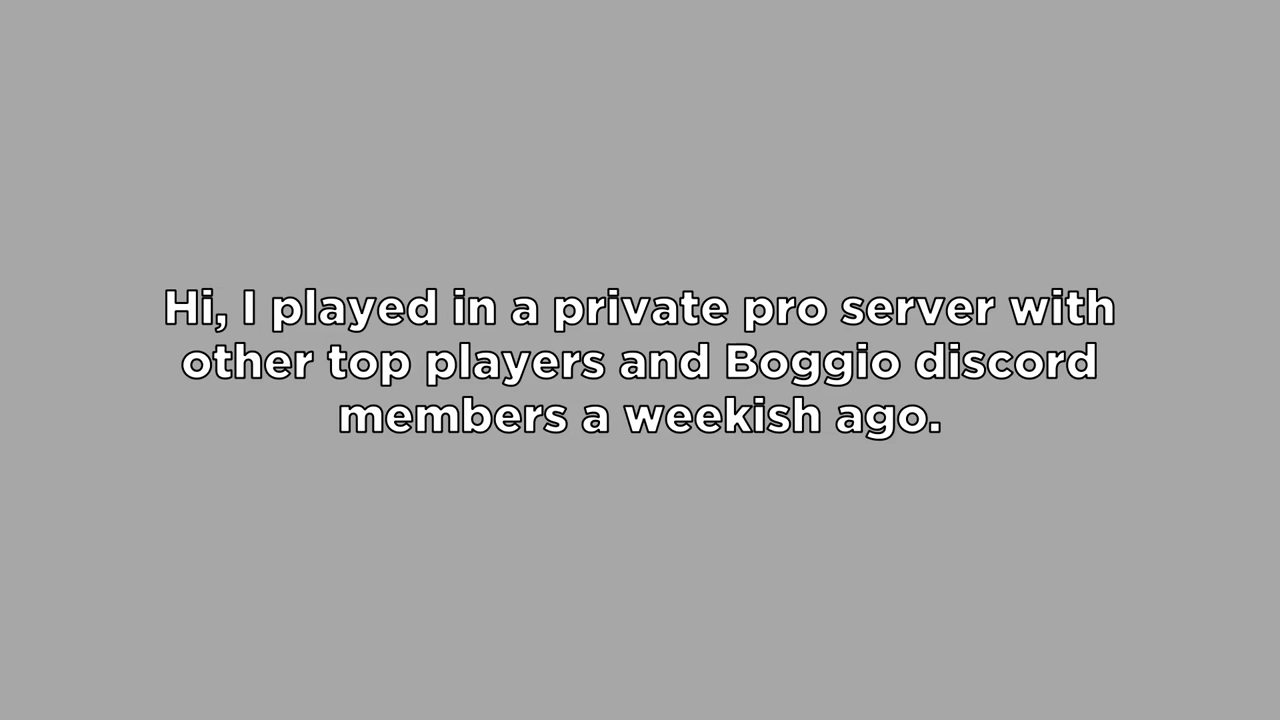 Hi, I played in a private pro server with
other top players and Boggio discord
members a weekish ago.